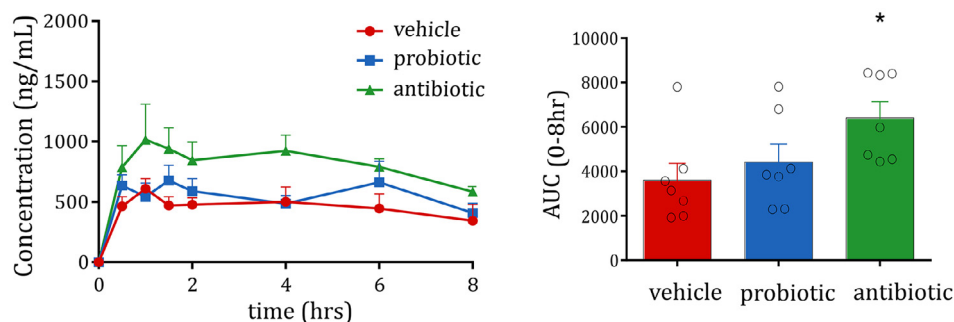 Concentration (ng/mL)
2000
1500
1000
500
0
0
2
4
6
8
time (hrs)
vehicle
probiotic
antibiotic
AUC (0-8hr)
10000
8000
6000
4000
2000
0
*
vehicle
probiotic
antibiotic